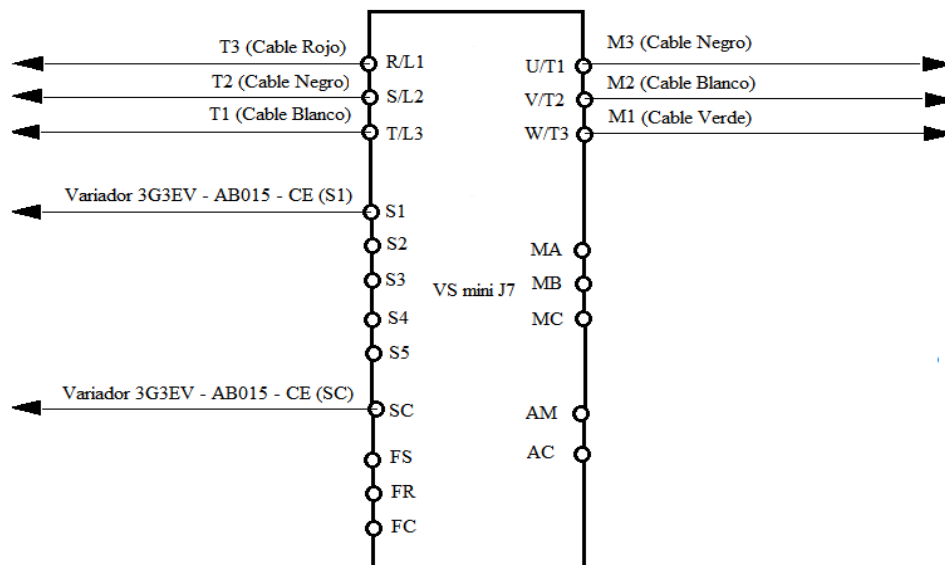 T3 (Cable Rojo)
R/L1
T2 (Cable Negro)
S/L2
T1 (Cable Blanco)
T/L3
Variador 3G3EV - AB015 - CE (S1)
S1
S2
S3
S4
S5
Variador 3G3EV - AB015 - CE (SC)
SC
FS
FR
FC
VS mini J7
U/T1
M3 (Cable Negro)
V/T2
M2 (Cable Blanco)
W/T3
M1 (Cable Verde)
MA
MB
MC
AM
AC